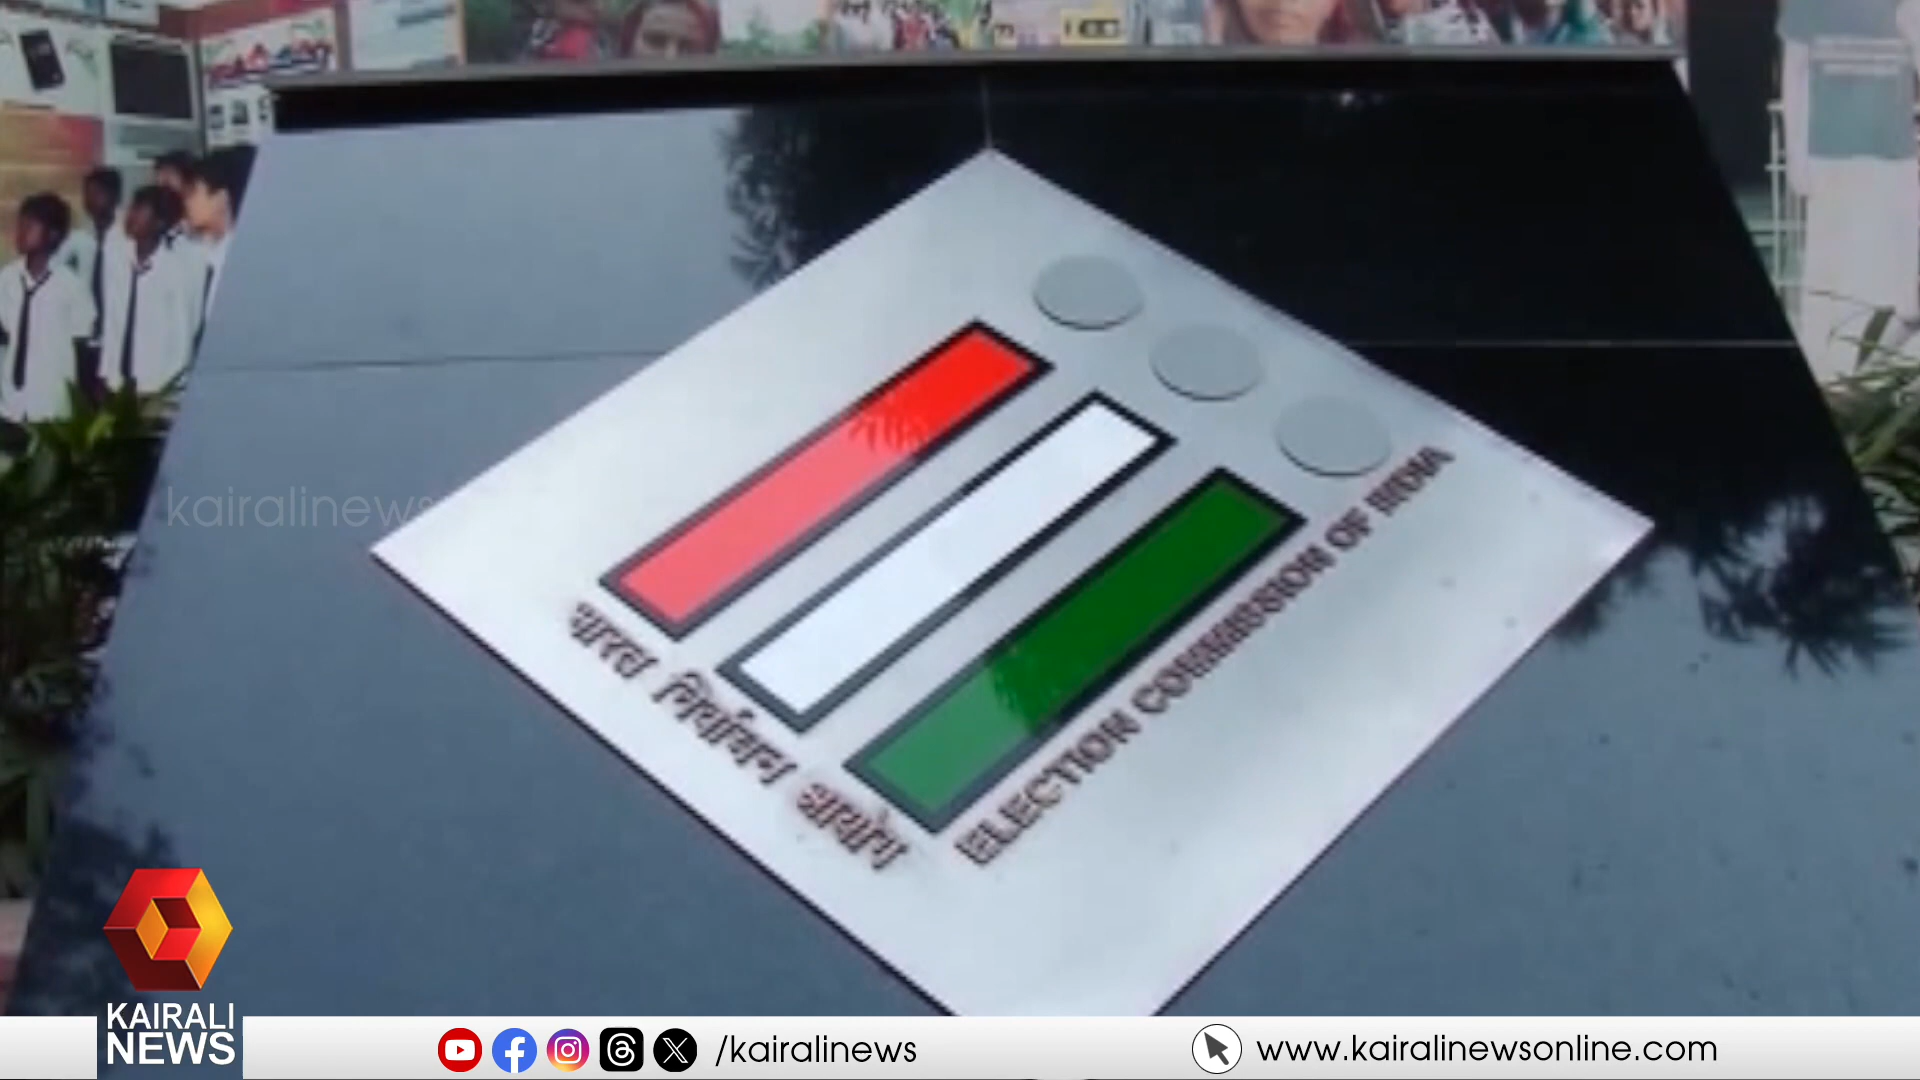 kairalinews
भारत निर्वाचन आयोग
ELECTION COMMISSION OF INDIA
KAIRALI
NEWS
/kairalinews
www.kairalinewsonline.com